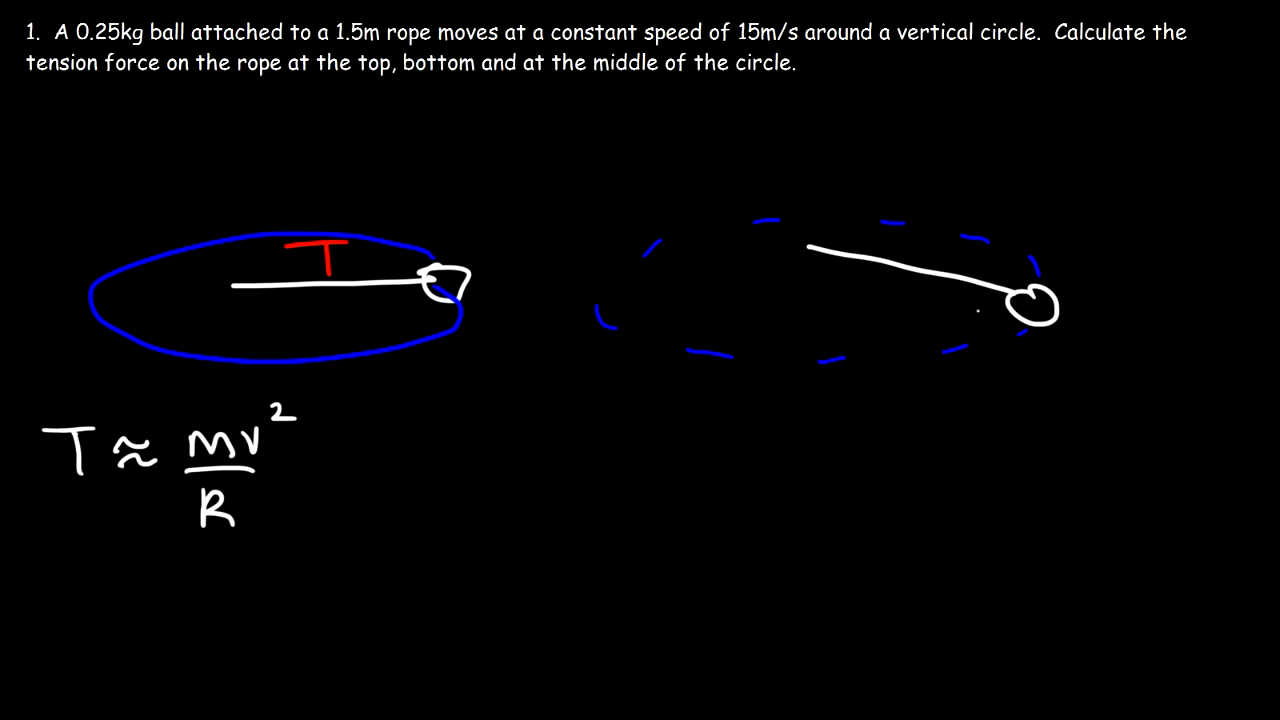 1. A 0.25kg ball attached to a 1.5m rope moves at a constant speed of 15m/s around a vertical circle. Calculate the
tension force on the rope at the top, bottom and at the middle of the circle.
T
T ≈ mv²
R